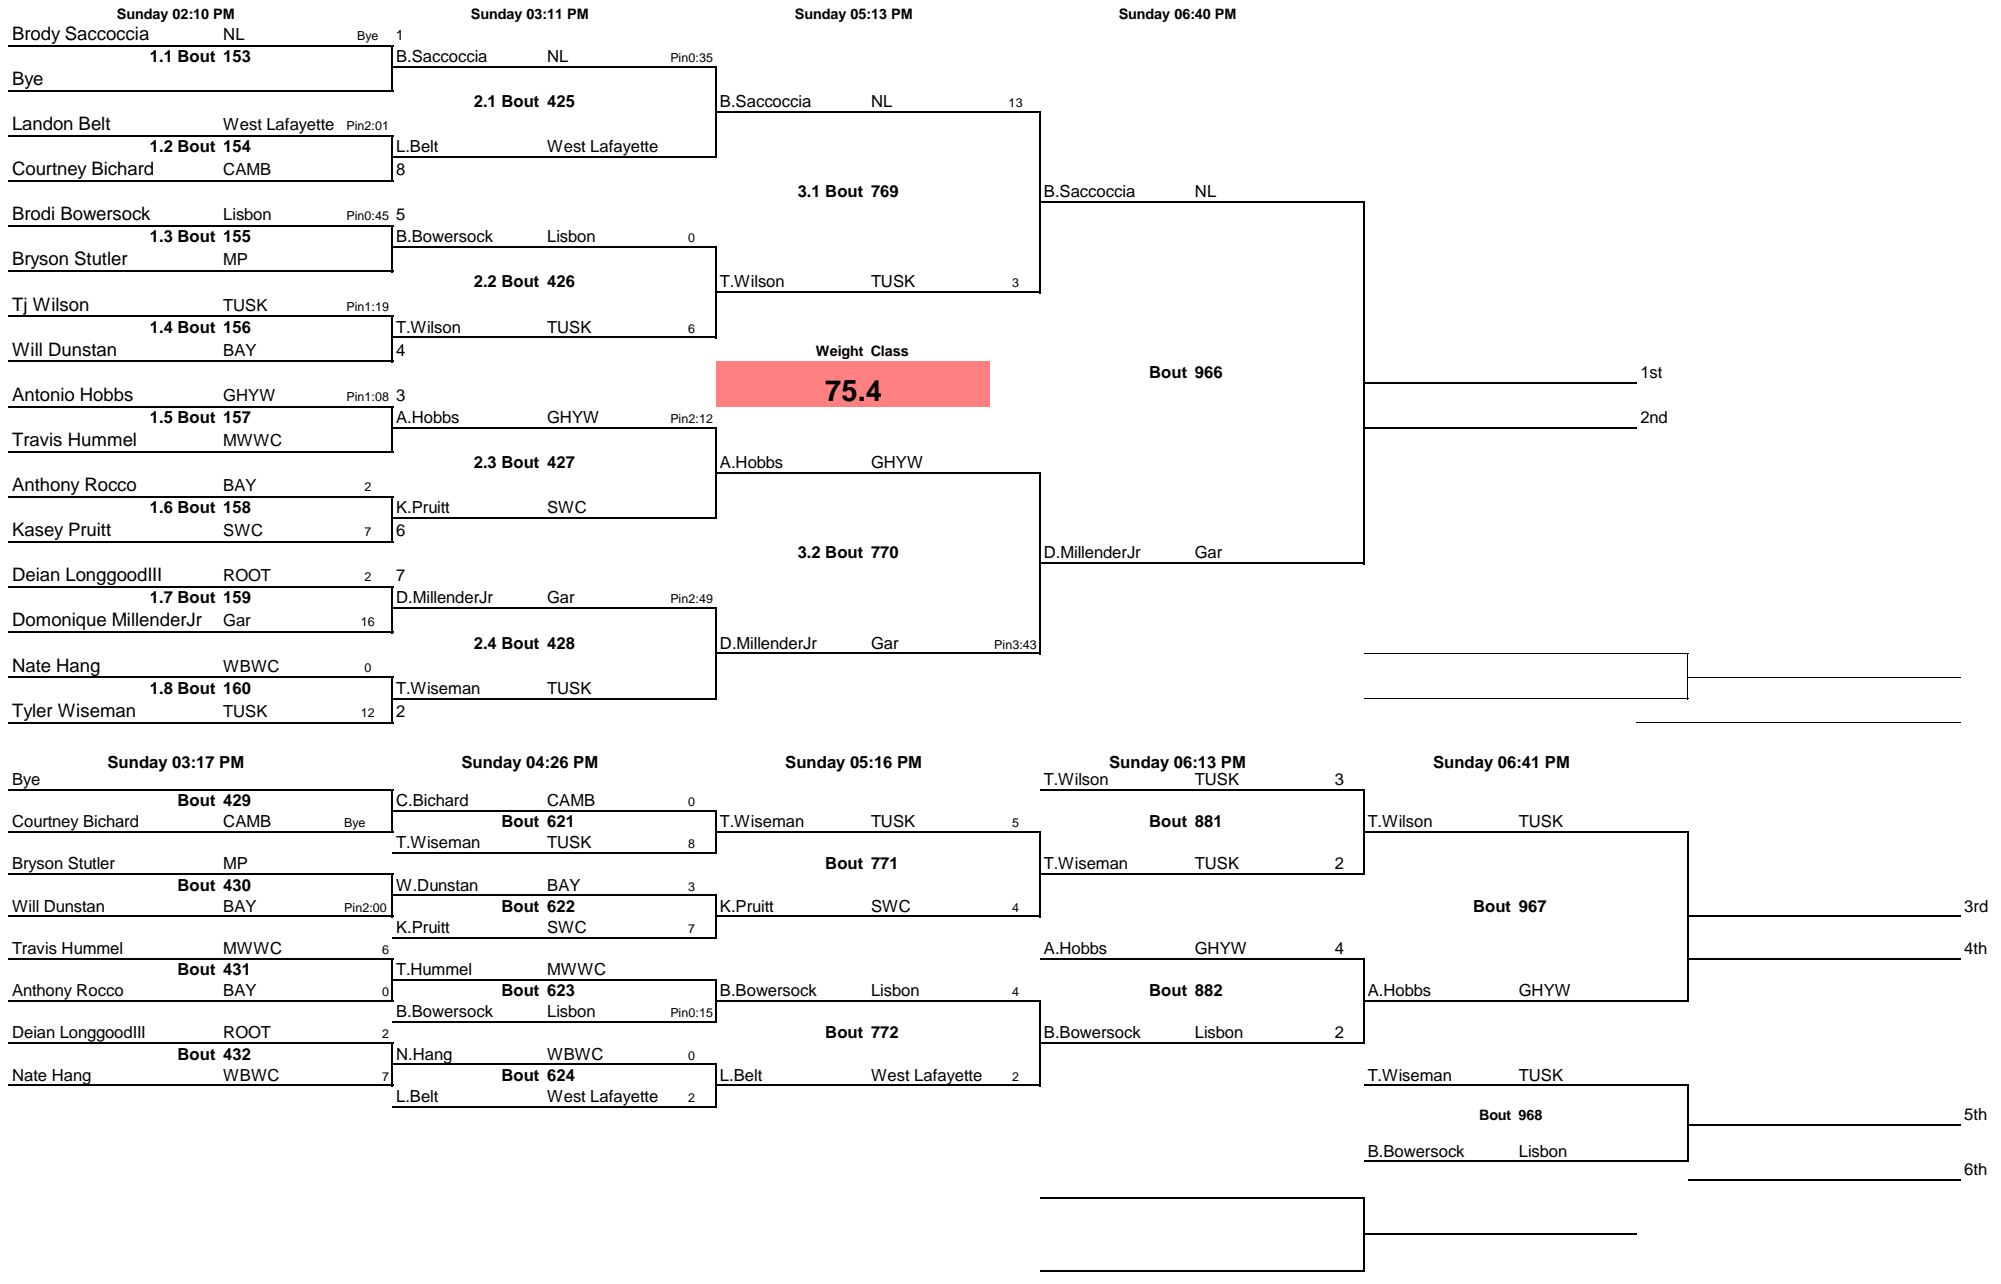 Sunday 02:10 PM Sunday 03:11 PM Sunday 05:13 PM Sunday 06:40 PM
Brody Saccoccia NL Bye 1
1.1 Bout 153 B.Saccoccia NL Pin0:35
Bye
2.1 Bout 425 B.Saccoccia NL 13
Landon Belt West Lafayette Pin2:01
1.2 Bout 154 L.Belt West Lafayette
Courtney Bichard CAMB 8
3.1 Bout 769 B.Saccoccia NL
Brodi Bowersock Lisbon Pin0:45 5
1.3 Bout 155 B.Bowersock Lisbon 0
Bryson Stutler MP
2.2 Bout 426 T.Wilson TUSK 3
Tj Wilson TUSK Pin1:19
1.4 Bout 156 T.Wilson TUSK 6
Will Dunstan BAY 4 Weight Class
Bout 966 1st
75.4
Antonio Hobbs GHYW Pin1:08 3
1.5 Bout 157 A.Hobbs GHYW Pin2:12 2nd
Travis Hummel MWWC
2.3 Bout 427 A.Hobbs GHYW
Anthony Rocco BAY 2
1.6 Bout 158 K.Pruitt SWC
Kasey Pruitt SWC 7 6
3.2 Bout 770 D.MillenderJr Gar
Deian LonggoodIII ROOT 2 7
1.7 Bout 159 D.MillenderJr Gar Pin2:49
Domonique MillenderJr Gar 16
2.4 Bout 428 D.MillenderJr Gar Pin3:43
Nate Hang WBWC 0
1.8 Bout 160 T.Wiseman TUSK
Tyler Wiseman TUSK 12 2
Sunday 03:17 PM Sunday 04:26 PM Sunday 05:16 PM Sunday 06:13 PM Sunday 06:41 PM
Bye T.Wilson TUSK 3
Bout 429 C.Bichard CAMB 0
Courtney Bichard CAMB Bye Bout 621 T.Wiseman TUSK 5 Bout 881 T.Wilson TUSK
T.Wiseman TUSK 8
Bryson Stutler MP Bout 771 T.Wiseman TUSK 2
Bout 430 W.Dunstan BAY 3
Will Dunstan BAY Pin2:00 Bout 622 K.Pruitt SWC 4 Bout 967 3rd
K.Pruitt SWC 7
Travis Hummel MWWC 6 A.Hobbs GHYW 4 4th
Bout 431 T.Hummel MWWC
Anthony Rocco BAY 0 Bout 623 B.Bowersock Lisbon 4 Bout 882 A.Hobbs GHYW
B.Bowersock Lisbon Pin0:15
Deian LonggoodIII ROOT 2 Bout 772 B.Bowersock Lisbon 2
Bout 432 N.Hang WBWC 0
Nate Hang WBWC 7 Bout 624 L.Belt West Lafayette 2 T.Wiseman TUSK
L.Belt West Lafayette 2
Bout 968 5th
B.Bowersock Lisbon
6th